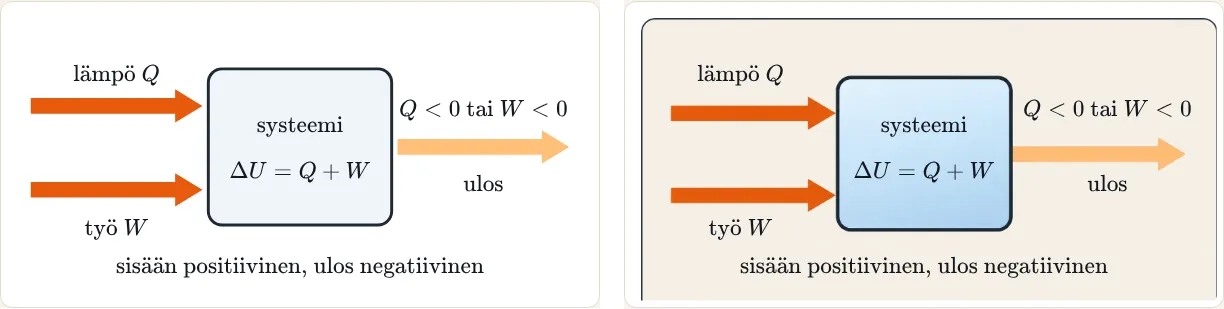 lämpö Q
systeemi
ΔU = Q + W
Q < 0 tai W < 0
ulos
työ W
sisään positiivinen, ulos negatiivinen
lämpö Q
systeemi
ΔU = Q + W
Q < 0 tai W < 0
ulos
työ W
sisään positiivinen, ulos negatiivinen